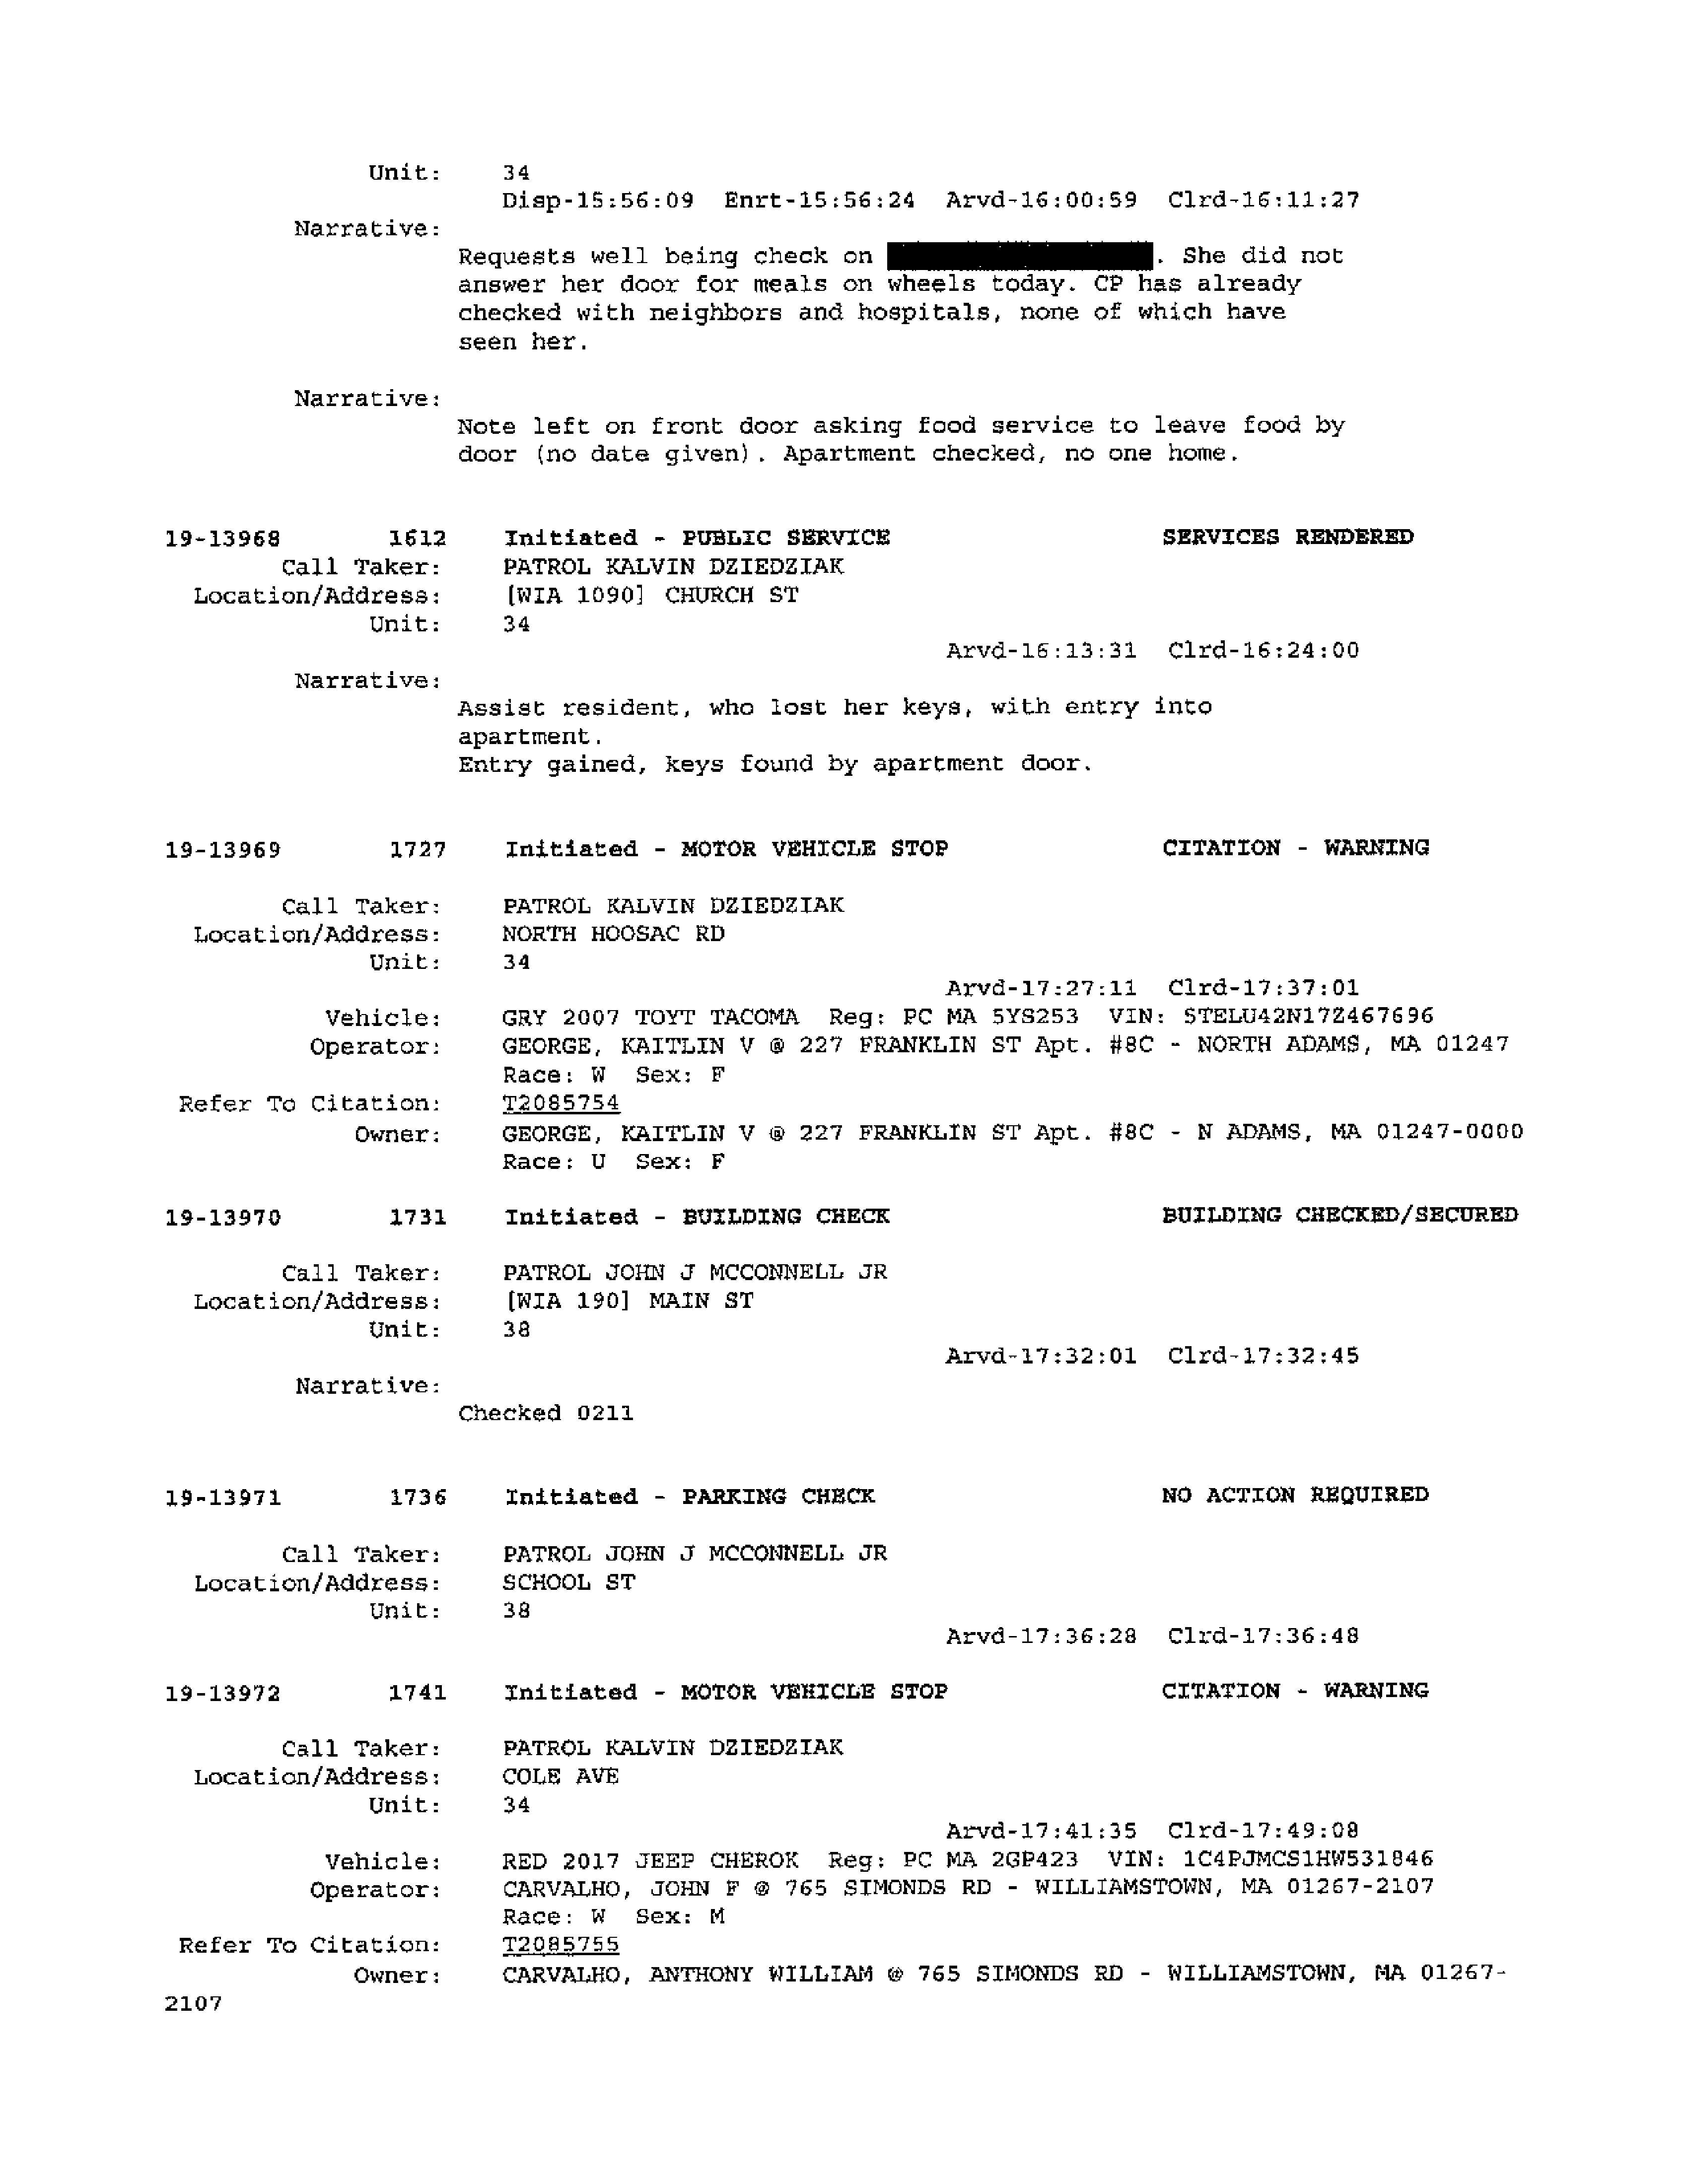 Unit: 34
Disp-15:56:09 Enrt-15:56:24 Arvd-16:00:59 Clrd-16:11:27
Narrative:
Requests well being check on . She did not
answer her door for meals on wheels today. CP has already
checked with neighbors and hospitals, none of which have
seen her.
Narrative:
Note left on front door asking food service to leave food by
door (no date given). Apartment checked, no one home.
19-13968 1612 Initiated - PUBLIC SERVICE SERVICES RENDERED
Call Taker: PATROL KALVIN DZIEDZIAK
Location/Address: [WIA 1090] CHURCH ST
Unit: 34
Arvd-16:13:31 Clrd-16:24:00
Narrative:
Assist resident, who lost her keys, with entry into
apartment.
Entry gained, keys found by apartment door.
19-13969 1727 Initiated - MOTOR VEHICLE STOP CITATION - WARNING
Call Taker: PATROL KALVIN DZIEDZIAK
Location/Address: NORTH HOOSAC RD
Unit: 34
Arvd-17:27:11 Clrd-17:37:01
Vehicle: GRY 2007 TOYT TACOMA Reg: PC MA 5YS253 VIN: 5TELU42N17Z467696
Operator: GEORGE, KAITLIN V @ 227 FRANKLIN ST Apt. #8C - NORTH ADAMS, MA 01247
Race: W Sex: F
Refer To Citation: T2085754
Owner: GEORGE, KAITLIN V @ 227 FRANKLIN ST Apt. #8C - N ADAMS, MA 01247-0000
Race: U Sex: F
19-13970 1731 Initiated - BUILDING CHECK BUILDING CHECKED/SECURED
Call Taker: PATROL JOHN J MCCONNELL JR
Location/Address: [WIA 190] MAIN ST
Unit: 38
Arvd-17:32:01 Clrd-17:32:45
Narrative:
Checked 0211
19-13971 1736 Initiated - PARKING CHECK NO ACTION REQUIRED
Call Taker: PATROL JOHN J MCCONNELL JR
Location/Address: SCHOOL ST
Unit: 38
Arvd-17:36:28 Clrd-17:36:48
19-13972 1741 Initiated - MOTOR VEHICLE STOP CITATION - WARNING
Call Taker: PATROL KALVIN DZIEDZIAK
Location/Address: COLE AVE
Unit: 34
Arvd-17:41:35 Clrd-17:49:08
Vehicle: RED 2017 JEEP CHEROK Reg: PC MA 2GP423 VIN: 1C4PJMCS1HW531846
Operator: CARVALHO, JOHN F @ 765 SIMONDS RD - WILLIAMSTOWN, MA 01267-2107
Race: W Sex: M
Refer To Citation: T2085755
Owner: CARVALHO, ANTHONY WILLIAM @ 765 SIMONDS RD - WILLIAMSTOWN, MA 01267-
2107